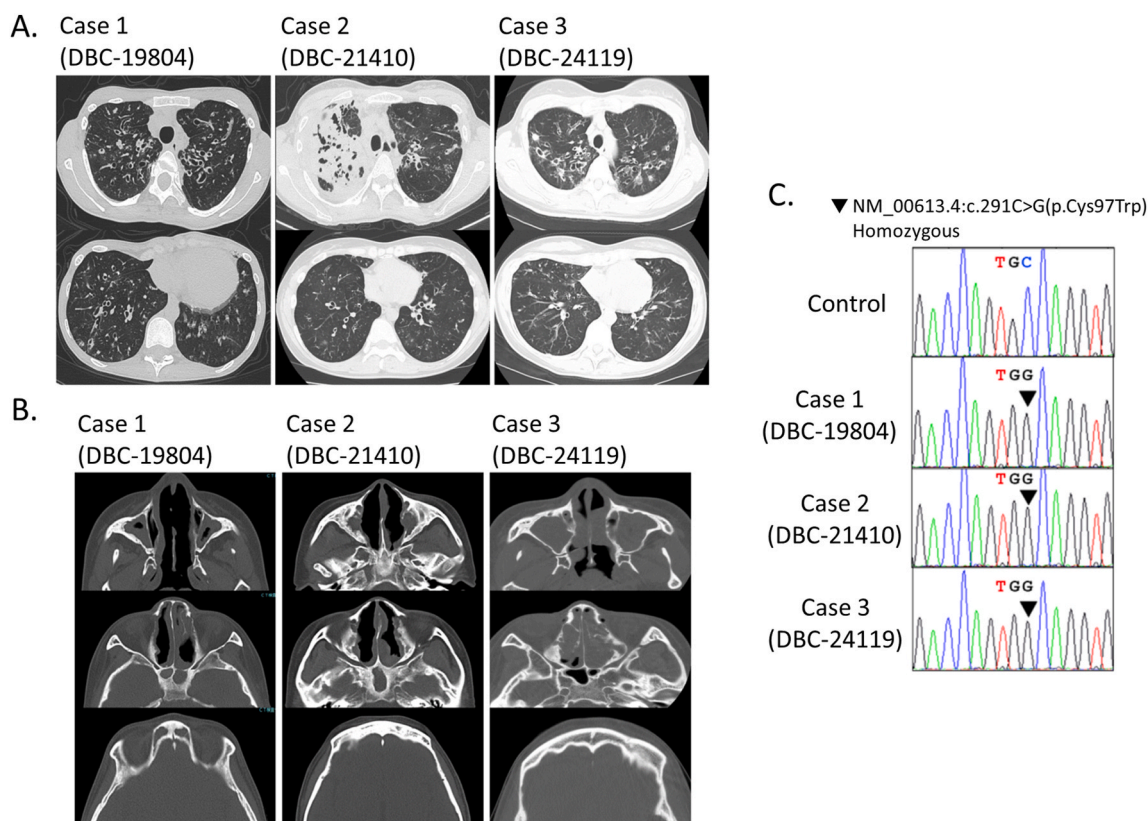 A.
Case 1
(DBC-19804)
Case 2
(DBC-21410)
Case 3
(DBC-24119)
B.
Case 1
(DBC-19804)
Case 2
(DBC-21410)
Case 3
(DBC-24119)
C.
▼ NM_00613.4:c.291C>G(p.Cys97Trp)
Homozygous
Control
TGC
Case 1
(DBC-19804)
TGG
Case 2
(DBC-21410)
TGG
Case 3
(DBC-24119)
TGG